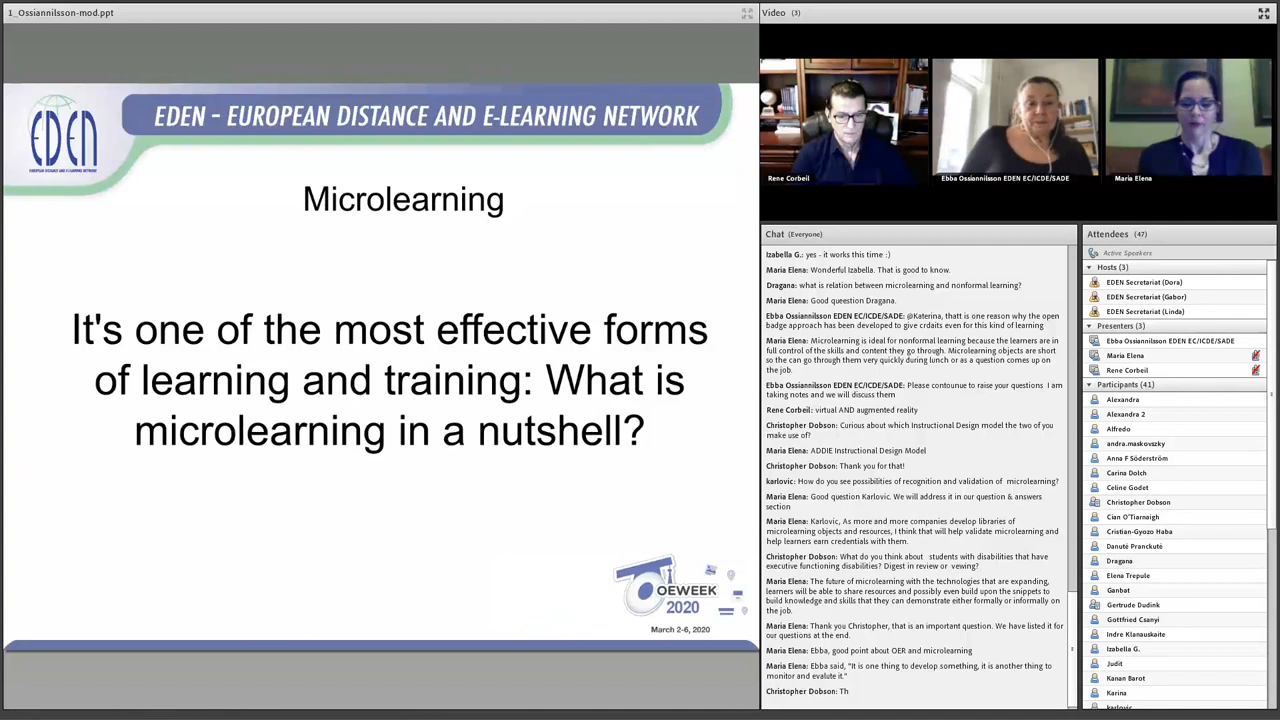 1_Ossiannilsson-mod.ppt
EDEN
EUROPEAN DISTANCE AND E-LEARNING NETWORK
EDEN - EUROPEAN DISTANCE AND E-LEARNING NETWORK
Microlearning
It's one of the most effective forms
of learning and training: What is
microlearning in a nutshell?
OEWEEK
2020
March 2-6, 2020
Video (3)
Rene Corbeil
Ebba Ossiannilsson EDEN EC/ICDE/SADE
Maria Elena
Chat (Everyone)
Izabella G.: yes - it works this time :)
Maria Elena: Wonderful Izabella. That is good to know.
Dragana: what is relation between microlearning and nonformal learning?
Maria Elena: Good question Dragana.
Ebba Ossiannilsson EDEN EC/ICDE/SADE: @Katerina, thatt is one reason why the open
badge approach has been developed to give crdaits even for this kind of learning
Maria Elena: Microlearning is ideal for nonformal learning because the learners are in
full control of the skills and content they go through. Microlearning objects are short
so the can go through them very quickly during lunch or as a question comes up on
the job.
Ebba Ossiannilsson EDEN EC/ICDE/SADE: Please contounue to raise your questions I am
taking notes and we will discuss them
Rene Corbeil: virtual AND augmented reality
Christopher Dobson: Curious about which Instructional Design model the two of you
make use of?
Maria Elena: ADDIE Instructional Design Model
Christopher Dobson: Thank you for that!
karlovic: How do you see possibilities of recognition and validation of microlearning?
Maria Elena: Good question Karlovic. We will address it in our question & answers
section
Maria Elena: Karlovic, As more and more companies develop libraries of
microlearning objects and resources, I think that will help validate microlearning and
help learners earn credentials with them.
Christopher Dobson: What do you think about students with disabilities that have
executive functioning disabilities? Digest in review or vewing?
Maria Elena: The future of microlearning with the technologies that are expanding,
learners will be able to share resources and possibly even build upon the snippets to
build knowledge and skills that they can demonstrate either formally or informally on
the job.
Maria Elena: Thank you Christopher, that is an important question. We have listed it for
our questions at the end.
Maria Elena: Ebba, good point about OER and microlearning
Maria Elena: Ebba said, "It is one thing to develop something, it is another thing to
monitor and evalute it."
Christopher Dobson: Th
Attendees (47)
Active Speakers
Hosts (3)
EDEN Secretariat (Dora)
EDEN Secretariat (Gabor)
EDEN Secretariat (Linda)
Presenters (3)
Ebba Ossiannilsson EDEN EC/ICDE/SADE
Maria Elena
Rene Corbeil
Participants (41)
Alexandra
Alexandra 2
Alfredo
andra.maskovszky
Anna F Söderström
Carina Dolch
Celine Godet
Christopher Dobson
Cian O'Tiarnaigh
Cristian-Gyozo Haba
Danutė Pranckutė
Dragana
Elena Trepule
Ganbat
Gertrude Dudink
Gottfried Csanyi
Indre Klanauskaite
Izabella G.
Judit
Kanan Barot
Karina
karlovic